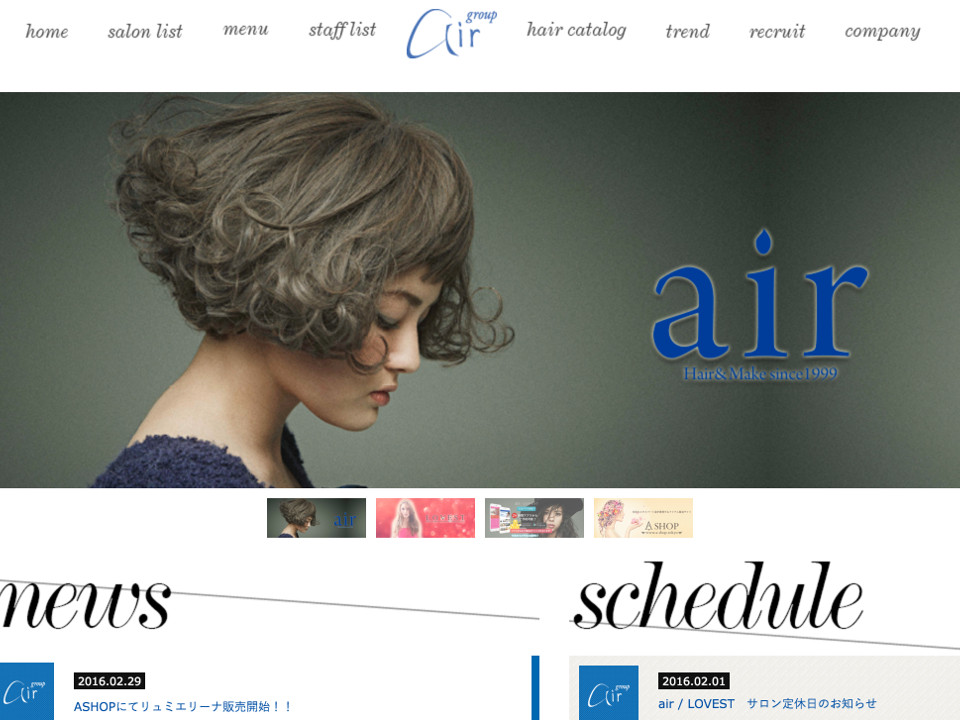 home salon list menu staff list air group hair catalog trend recruit company
air
Hair&Make since1999
air
A SHOP
news
schedule
air group
2016.02.29
ASHOPにてリュミエリーナ販売開始！！
air group
2016.02.01
air / LOVEST　サロン定休日のお知らせ